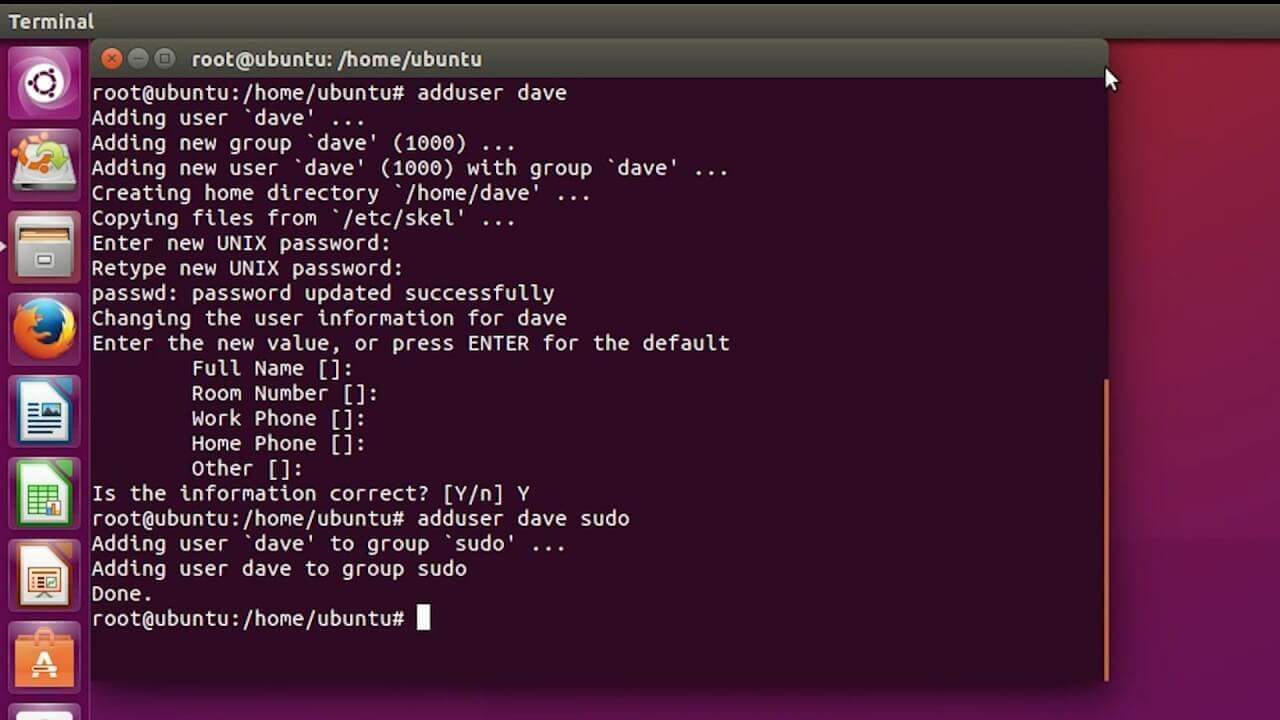 Terminal
root@ubuntu: /home/ubuntu
root@ubuntu:/home/ubuntu# adduser dave
Adding user `dave' ...
Adding new group `dave' (1000) ...
Adding new user `dave' (1000) with group `dave' ...
Creating home directory `/home/dave' ...
Copying files from `/etc/skel' ...
Enter new UNIX password:
Retype new UNIX password:
passwd: password updated successfully
Changing the user information for dave
Enter the new value, or press ENTER for the default
        Full Name []:
        Room Number []:
        Work Phone []:
        Home Phone []:
        Other []:
Is the information correct? [Y/n] Y
root@ubuntu:/home/ubuntu# adduser dave sudo
Adding user `dave' to group `sudo' ...
Adding user dave to group sudo
Done.
root@ubuntu:/home/ubuntu#